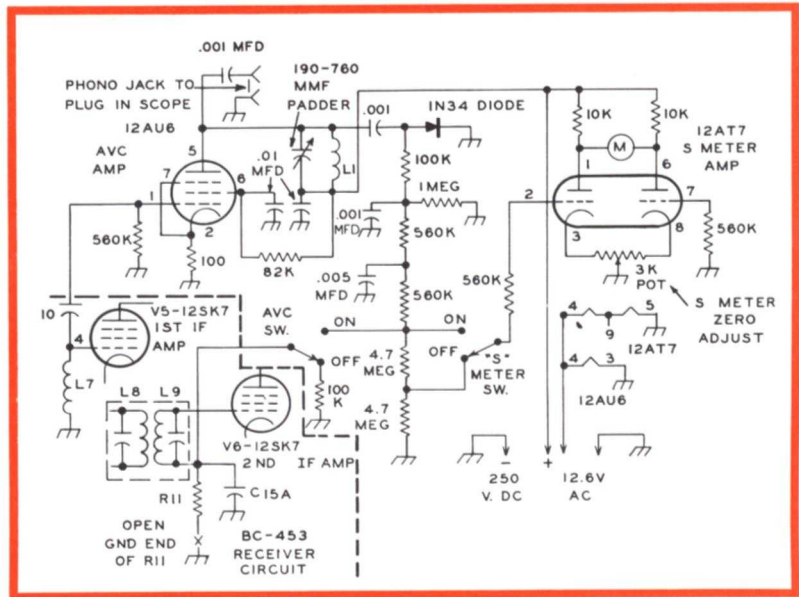 .001 MFD
PHONO JACK TO
PLUG IN SCOPE
190-760
MMF
PADDER
12AU6
AVC
AMP
5
7
1
6
2
.01
MFD
L1
.001
1N34 DIODE
10K
10K
M
12AT7
S METER
AMP
1
6
2
7
3
8
560K
100
82K
100K
1 MEG
.001
MFD
560K
.005
MFD
560K
560K
560K
3K
POT
S METER
ZERO
ADJUST
10
V5-12SK7
1ST IF
AMP
4
L7
AVC
SW.
ON
OFF
100
K
ON
OFF
"S"
METER
SW.
4.7
MEG
4.7
MEG
4
5
9
12AT7
4
3
12AU6
L8
L9
V6-12SK7
2ND
IF AMP
R11
C15A
OPEN
GND END
OF R11
X
BC-453
RECEIVER
CIRCUIT
-
+
250
V. DC
12.6V
AC